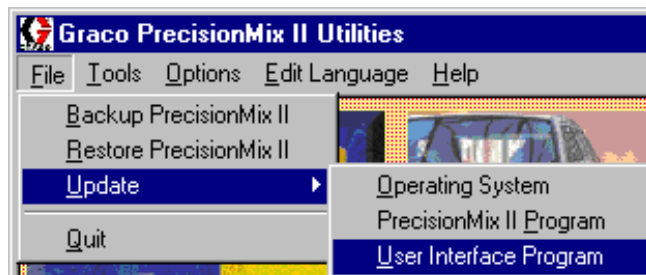 Graco PrecisionMix II Utilities
File Tools Options Edit Language Help
Backup PrecisionMix II
Restore PrecisionMix II
Update
Operating System
PrecisionMix II Program
User Interface Program
Quit